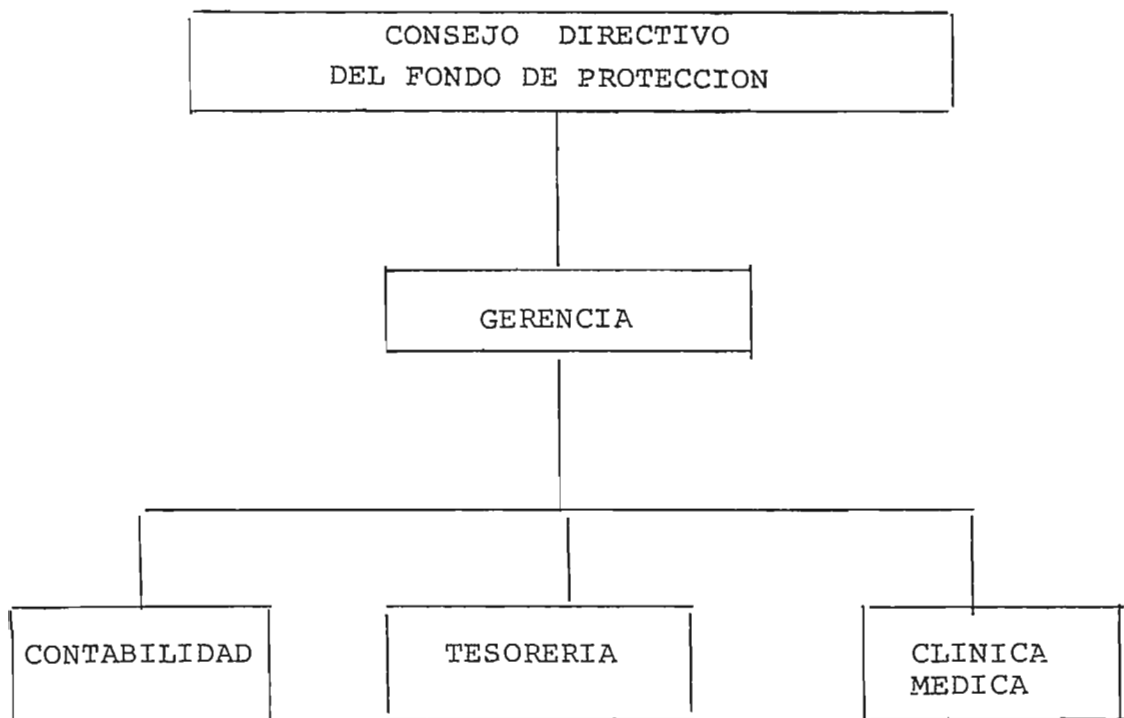 CONSEJO DIRECTIVO
DEL FONDO DE PROTECCION
GERENCIA
CONTABILIDAD
TESORERIA
CLINICA
MEDICA